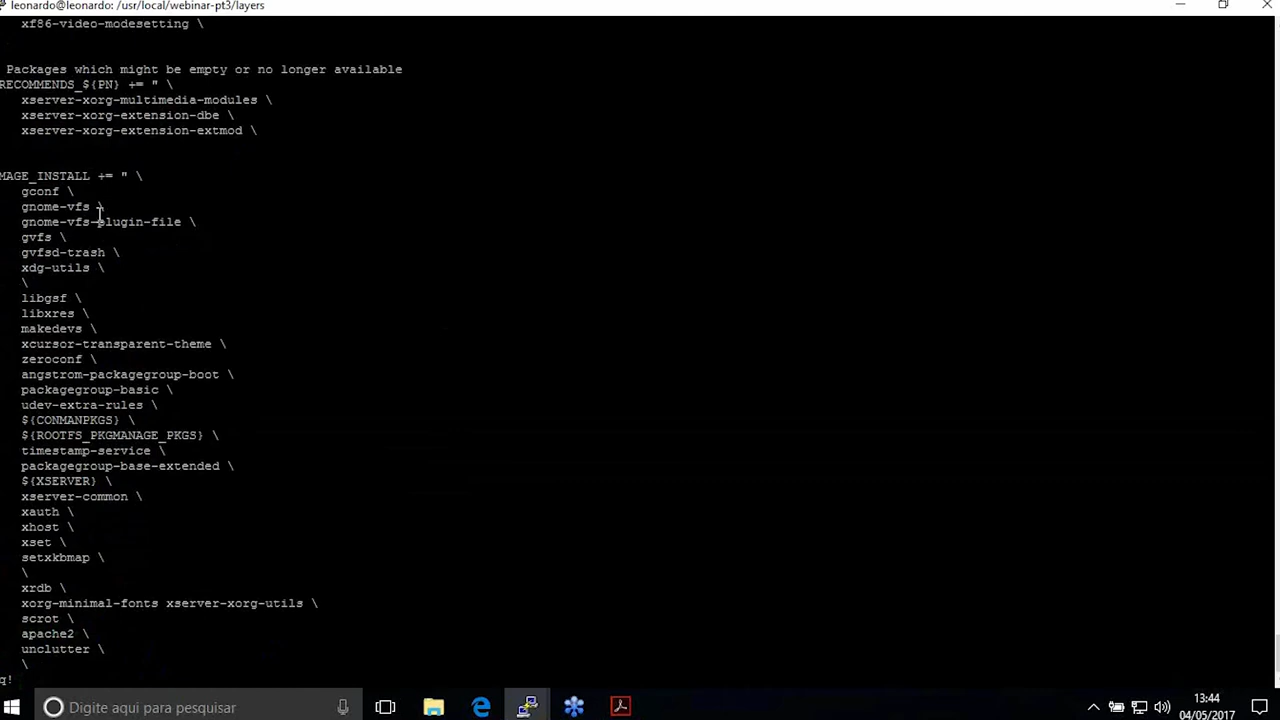 leonardo@leonardo: /usr/local/webinar-pt3/layers
xf86-video-modesetting \
Packages which might be empty or no longer available
RECOMMENDS_${PN} += " \
xserver-xorg-multimedia-modules \
xserver-xorg-extension-dbe \
xserver-xorg-extension-extmod \
MAGE_INSTALL += " \
gconf \
gnome-vfs \
gnome-vfs-plugin-file \
gvfs \
gvfsd-trash \
xdg-utils \
\
libgsf \
libxres \
makedevs \
xcursor-transparent-theme \
zeroconf \
angstrom-packagegroup-boot \
packagegroup-basic \
udev-extra-rules \
${CONMANPKGS} \
${ROOTFS_PKGMANAGE_PKGS} \
timestamp-service \
packagegroup-base-extended \
${XSERVER} \
xserver-common \
xauth \
xhost \
xset \
setxkbmap \
\
xrdb \
xorg-minimal-fonts xserver-xorg-utils \
scrot \
apache2 \
unclutter \
\
q!
Digite aqui para pesquisar
13:44
04/05/2017